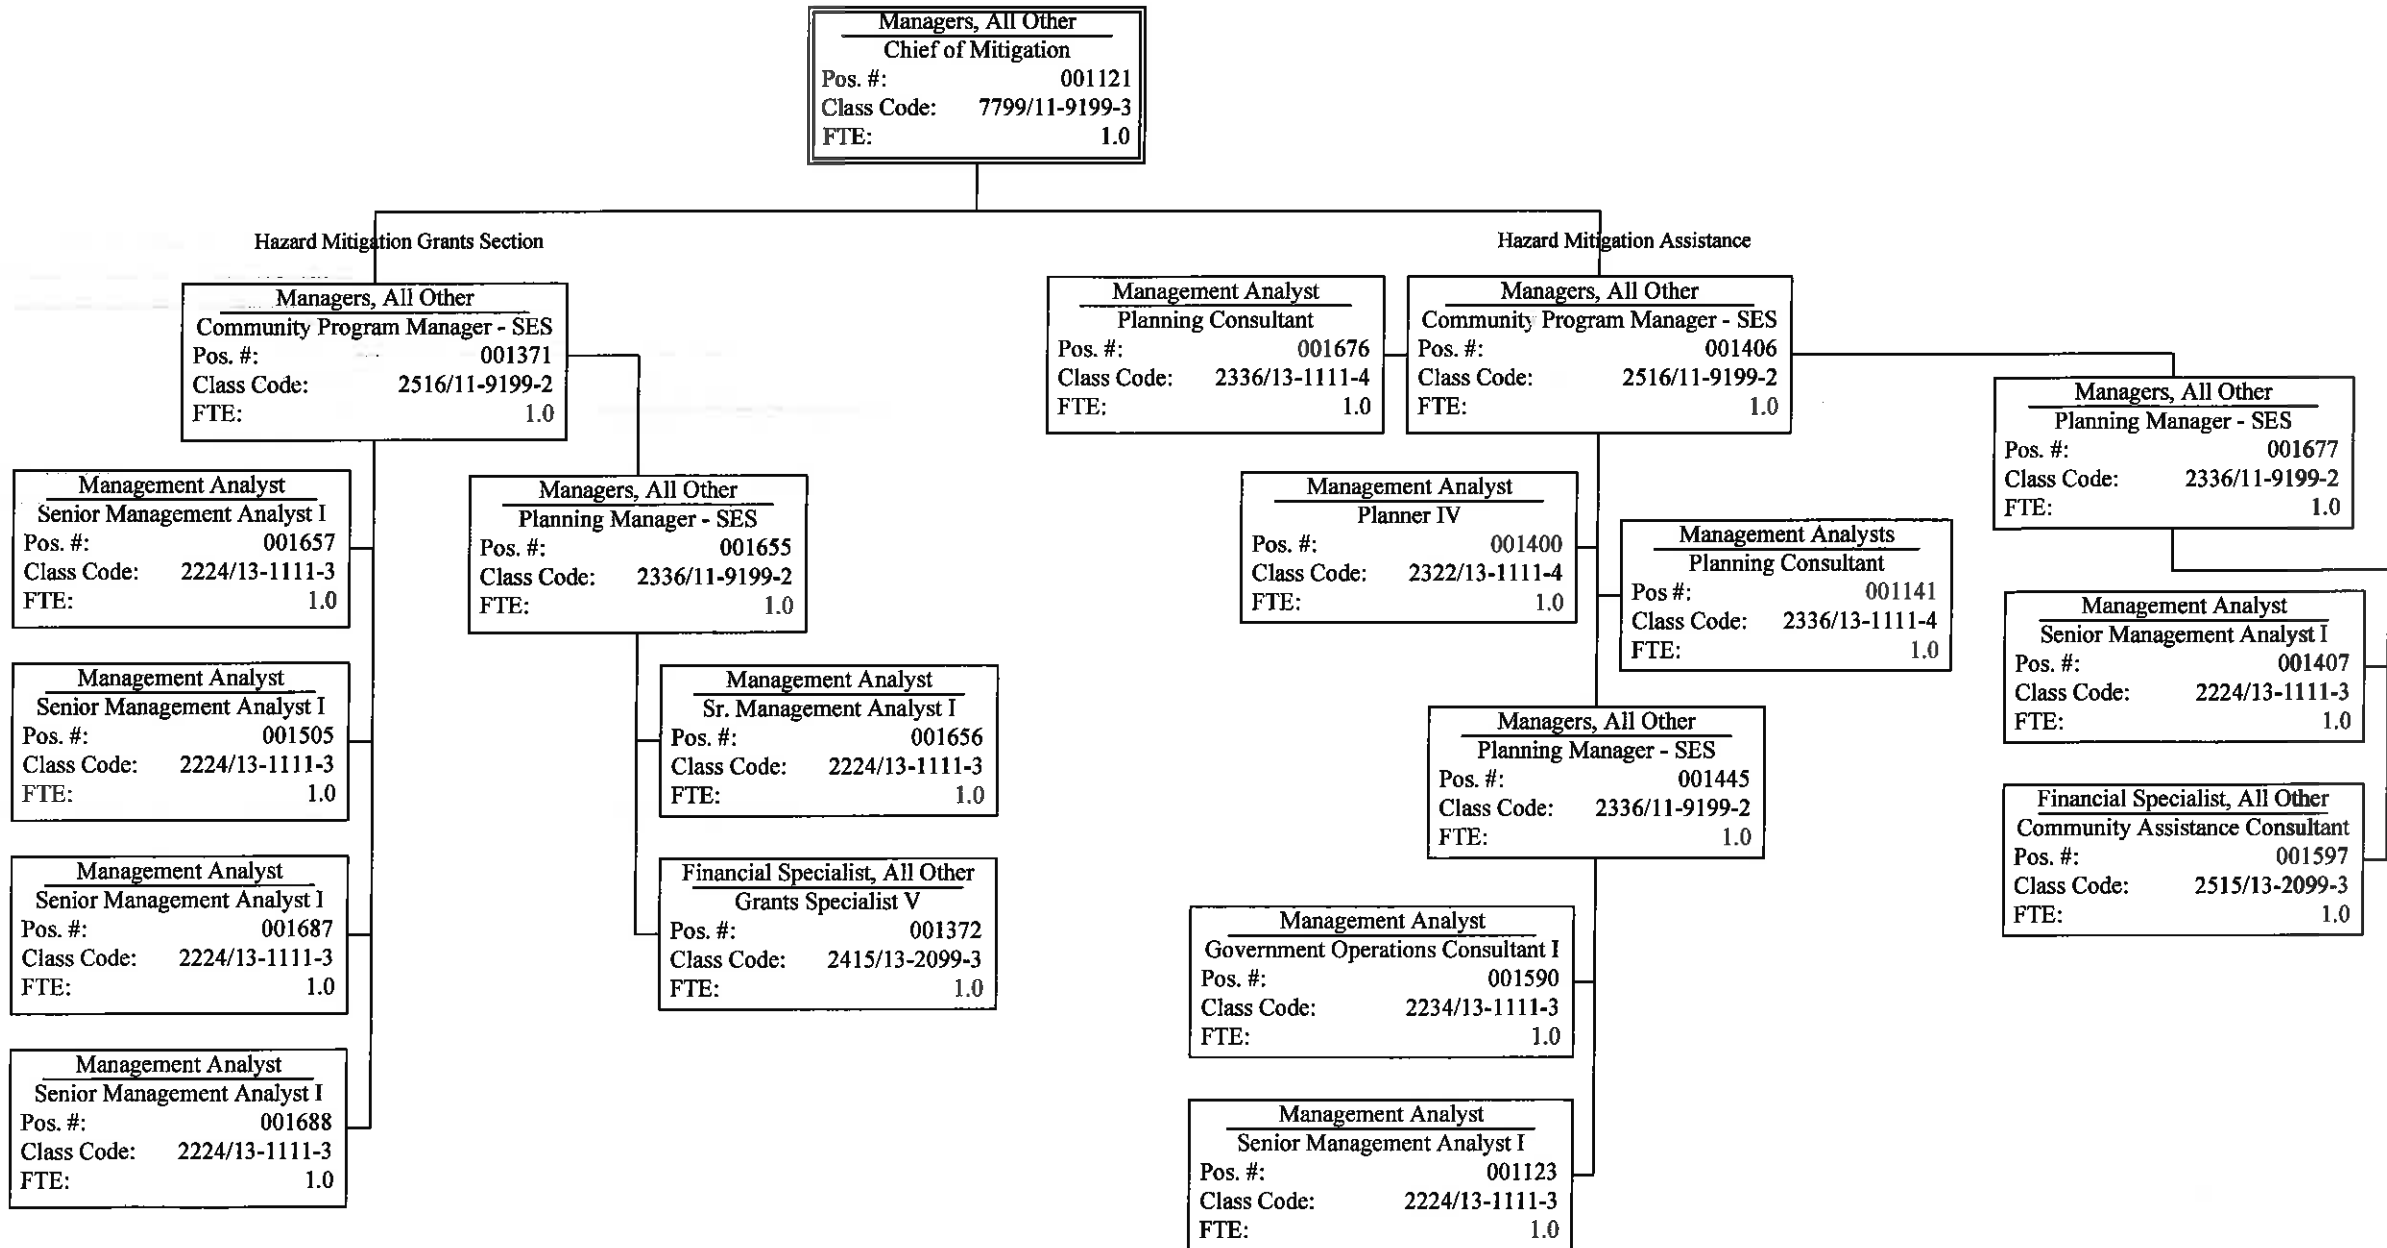 Managers, All Other
Chief of Mitigation
Pos. #: 001121
Class Code: 7799/11-9199-3
FTE: 1.0
Hazard Mitigation Grants Section
Managers, All Other
Community Program Manager - SES
Pos. #: 001371
Class Code: 2516/11-9199-2
FTE: 1.0
Management Analyst
Senior Management Analyst I
Pos. #: 001657
Class Code: 2224/13-1111-3
FTE: 1.0
Management Analyst
Senior Management Analyst I
Pos. #: 001505
Class Code: 2224/13-1111-3
FTE: 1.0
Management Analyst
Senior Management Analyst I
Pos. #: 001687
Class Code: 2224/13-1111-3
FTE: 1.0
Management Analyst
Senior Management Analyst I
Pos. #: 001688
Class Code: 2224/13-1111-3
FTE: 1.0
Managers, All Other
Planning Manager - SES
Pos. #: 001655
Class Code: 2336/11-9199-2
FTE: 1.0
Management Analyst
Sr. Management Analyst I
Pos. #: 001656
Class Code: 2224/13-1111-3
FTE: 1.0
Financial Specialist, All Other
Grants Specialist V
Pos. #: 001372
Class Code: 2415/13-2099-3
FTE: 1.0
Hazard Mitigation Assistance
Management Analyst
Planning Consultant
Pos. #: 001676
Class Code: 2336/13-1111-4
FTE: 1.0
Managers, All Other
Community Program Manager - SES
Pos. #: 001406
Class Code: 2516/11-9199-2
FTE: 1.0
Management Analyst
Planner IV
Pos. #: 001400
Class Code: 2322/13-1111-4
FTE: 1.0
Management Analysts
Planning Consultant
Pos #: 001141
Class Code: 2336/13-1111-4
FTE: 1.0
Managers, All Other
Planning Manager - SES
Pos. #: 001445
Class Code: 2336/11-9199-2
FTE: 1.0
Management Analyst
Government Operations Consultant I
Pos. #: 001590
Class Code: 2234/13-1111-3
FTE: 1.0
Management Analyst
Senior Management Analyst I
Pos. #: 001123
Class Code: 2224/13-1111-3
FTE: 1.0
Managers, All Other
Planning Manager - SES
Pos. #: 001677
Class Code: 2336/11-9199-2
FTE: 1.0
Management Analyst
Senior Management Analyst I
Pos. #: 001407
Class Code: 2224/13-1111-3
FTE: 1.0
Financial Specialist, All Other
Community Assistance Consultant
Pos. #: 001597
Class Code: 2515/13-2099-3
FTE: 1.0